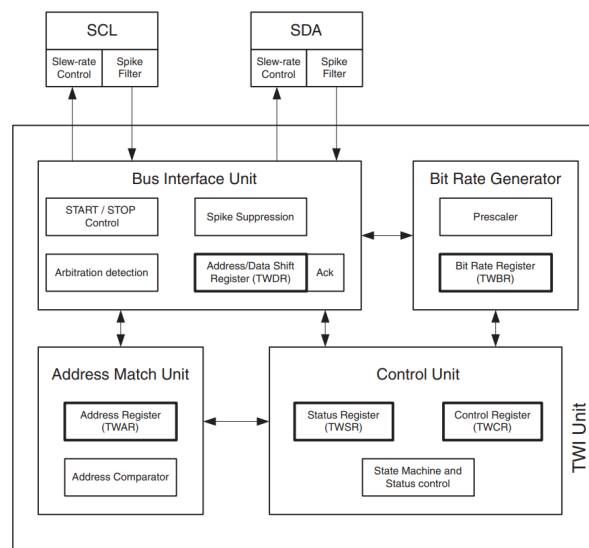 SCL
SDA
Slew-rate
Control
Spike
Filter
Slew-rate
Control
Spike
Filter
Bus Interface Unit
START / STOP
Control
Spike Suppression
Arbitration detection
Address/Data Shift
Register (TWDR)
Ack
Bit Rate Generator
Prescaler
Bit Rate Register
(TWBR)
Address Match Unit
Address Register
(TWAR)
Address Comparator
Control Unit
Status Register
(TWSR)
Control Register
(TWCR)
State Machine and
Status control
TWI Unit